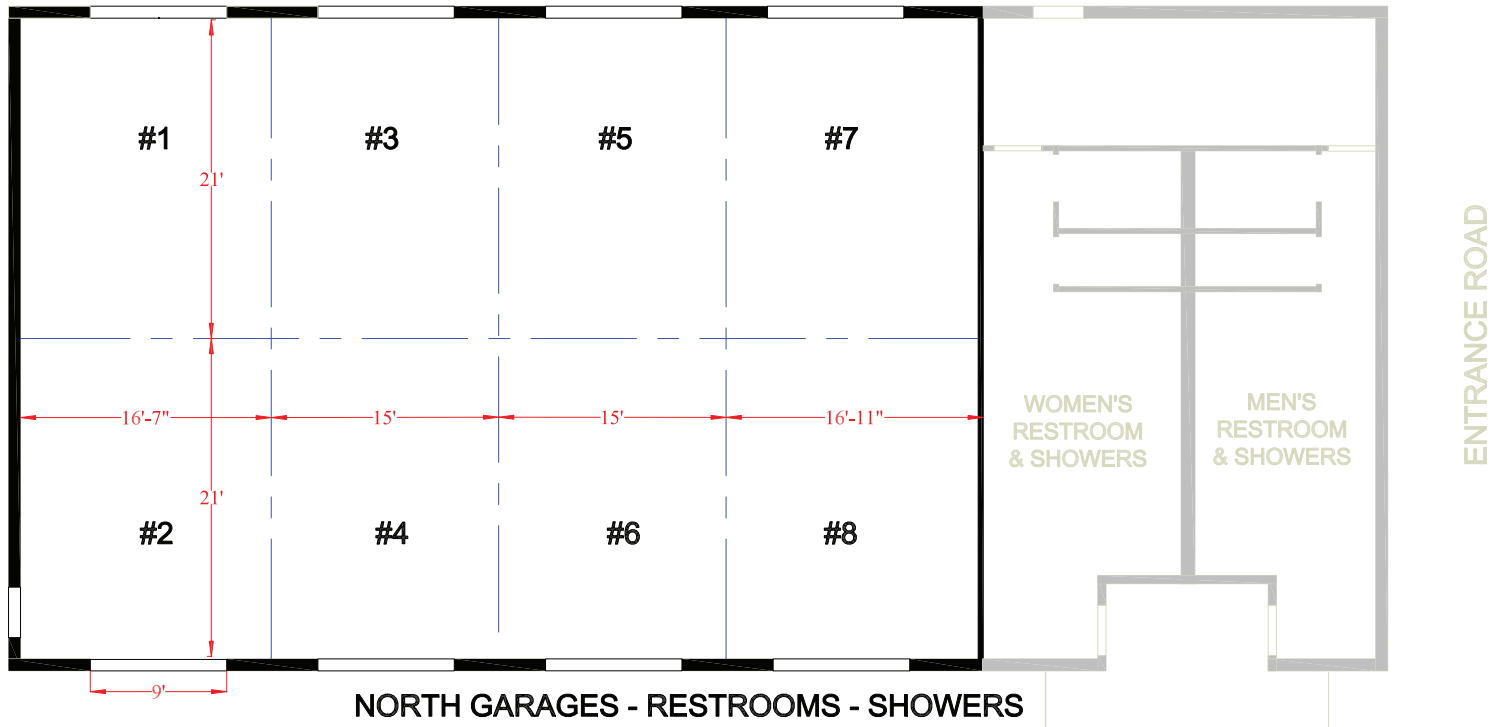 #1
#3
#5
#7
21'
16'-7"
15'
15'
16'-11"
21'
#2
#4
#6
#8
9'
WOMEN'S
RESTROOM
& SHOWERS
MEN'S
RESTROOM
& SHOWERS
ENTRANCE ROAD
NORTH GARAGES - RESTROOMS - SHOWERS